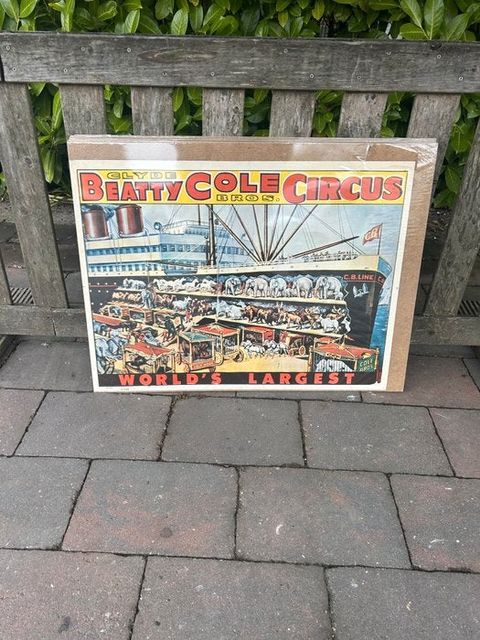 CLYDE
BEATTY COLE CIRCUS
BROS.
C.B. LINE
WORLD'S LARGEST